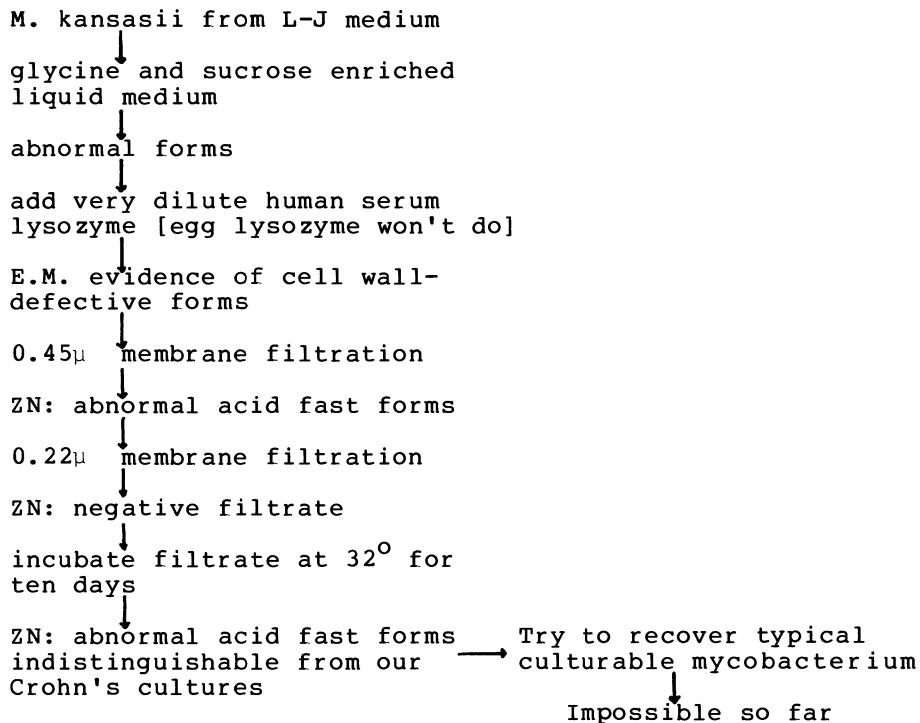 M. kansasii from L-J medium
glycine and sucrose enriched
liquid medium
abnormal forms
add very dilute human serum
lysozyme [egg lysozyme won't do]
E.M. evidence of cell wall-
defective forms
0.45μ membrane filtration
ZN: abnormal acid fast forms
0.22μ membrane filtration
ZN: negative filtrate
incubate filtrate at 32° for
ten days
ZN: abnormal acid fast forms
indistinguishable from our
Crohn's cultures
Try to recover typical
culturable mycobacterium
Impossible so far